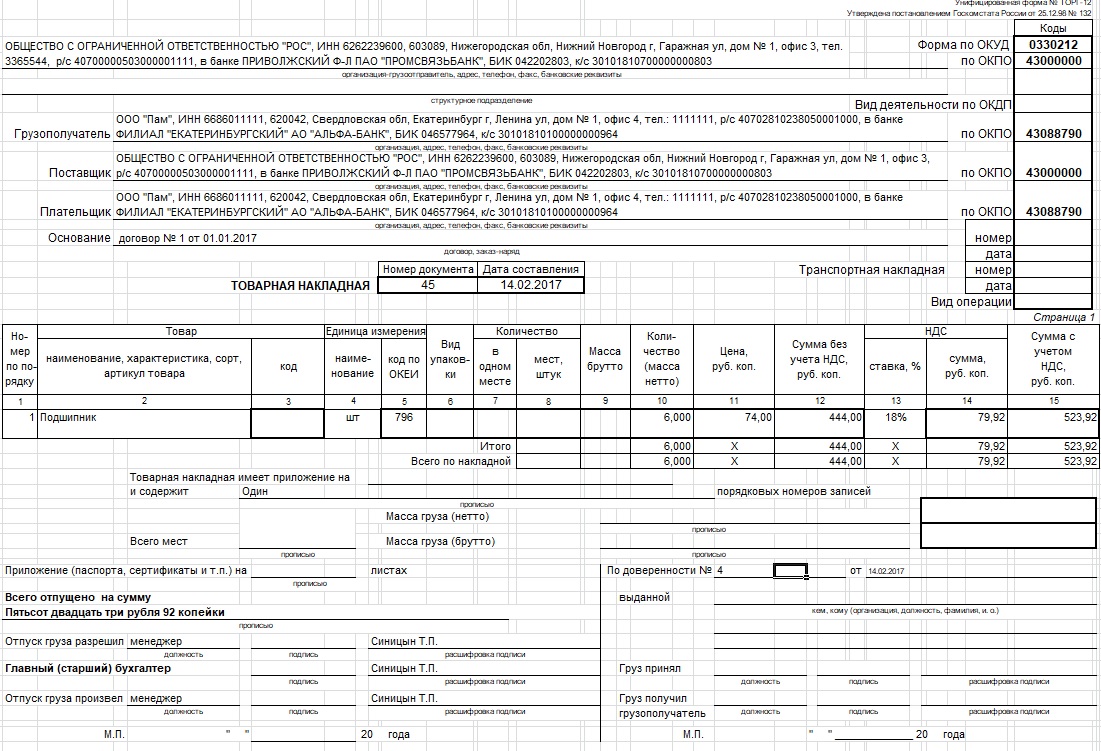 Унифицированная форма № ТОРГ-12
Утверждена постановлением Госкомстата России от 25.12.98 № 132
Коды
Форма по ОКУД 0330212
ОБЩЕСТВО С ОГРАНИЧЕННОЙ ОТВЕТСТВЕННОСТЬЮ "РОС", ИНН 6262239600, 603089, Нижегородская обл, Нижний Новгород г, Гаражная ул, дом № 1, офис 3, тел.
3365544, р/с 40700000503000001111, в банке ПРИВОЛЖСКИЙ Ф-Л ПАО "ПРОМСВЯЗЬБАНК", БИК 042202803, к/с 30101810700000000803 по ОКПО 43000000
организация-грузоотправитель, адрес, телефон, факс, банковские реквизиты
структурное подразделение
Вид деятельности по ОКДП
ООО "Пам", ИНН 6686011111, 620042, Свердловская обл, Екатеринбург г, Ленина ул, дом № 1, офис 4, тел.: 1111111, р/с 40702810238050001000, в банке
Грузополучатель ФИЛИАЛ "ЕКАТЕРИНБУРГСКИЙ" АО "АЛЬФА-БАНК", БИК 046577964, к/с 30101810100000000964 по ОКПО 43088790
организация, адрес, телефон, факс, банковские реквизиты
ОБЩЕСТВО С ОГРАНИЧЕННОЙ ОТВЕТСТВЕННОСТЬЮ "РОС", ИНН 6262239600, 603089, Нижегородская обл, Нижний Новгород г, Гаражная ул, дом № 1, офис 3,
Поставщик р/с 40700000503000001111, в банке ПРИВОЛЖСКИЙ Ф-Л ПАО "ПРОМСВЯЗЬБАНК", БИК 042202803, к/с 30101810700000000803 по ОКПО 43000000
организация, адрес, телефон, факс, банковские реквизиты
ООО "Пам", ИНН 6686011111, 620042, Свердловская обл, Екатеринбург г, Ленина ул, дом № 1, офис 4, тел.: 1111111, р/с 40702810238050001000, в банке
Плательщик ФИЛИАЛ "ЕКАТЕРИНБУРГСКИЙ" АО "АЛЬФА-БАНК", БИК 046577964, к/с 30101810100000000964 по ОКПО 43088790
организация, адрес, телефон, факс, банковские реквизиты
Основание договор № 1 от 01.01.2017 номер
договор, заказ-наряд
дата
Номер документа Дата составления Транспортная накладная номер
ТОВАРНАЯ НАКЛАДНАЯ 45 14.02.2017 дата
Вид операции
Страница 1
Но-мер по по-рядку
Товар
наименование, характеристика, сорт, артикул товара
код
Единица измерения
наиме-нование
код по ОКЕИ
Вид упаков-ки
Количество
в одном месте
мест, штук
Масса брутто
Коли-чество (масса нетто)
Цена, руб. коп.
Сумма без учета НДС, руб. коп.
НДС
ставка, %
сумма, руб. коп.
Сумма с учетом НДС, руб. коп.
1 2 3 4 5 6 7 8 9 10 11 12 13 14 15
1 Подшипник шт 796 6,000 74,00 444,00 18% 79,92 523,92
Итого 6,000 X 444,00 X 79,92 523,92
Всего по накладной 6,000 X 444,00 X 79,92 523,92
Товарная накладная имеет приложение на
и содержит Один порядковых номеров записей
прописью
Масса груза (нетто)
прописью
Всего мест Масса груза (брутто)
прописью прописью
Приложение (паспорта, сертификаты и т.п.) на листах По доверенности № 4 от 14.02.2017
прописью
Всего отпущено на сумму выданной
кем, кому (организация, должность, фамилия, и. о.)
Пятьсот двадцать три рубля 92 копейки
прописью
Отпуск груза разрешил менеджер Синицын Т.П.
должность подпись расшифровка подписи
Главный (старший) бухгалтер Синицын Т.П. Груз принял
подпись расшифровка подписи должность подпись расшифровка подписи
Отпуск груза произвел менеджер Синицын Т.П. Груз получил
грузополучатель
должность подпись расшифровка подписи должность подпись расшифровка подписи
М.П. " " 20 года М.П. " " 20 года